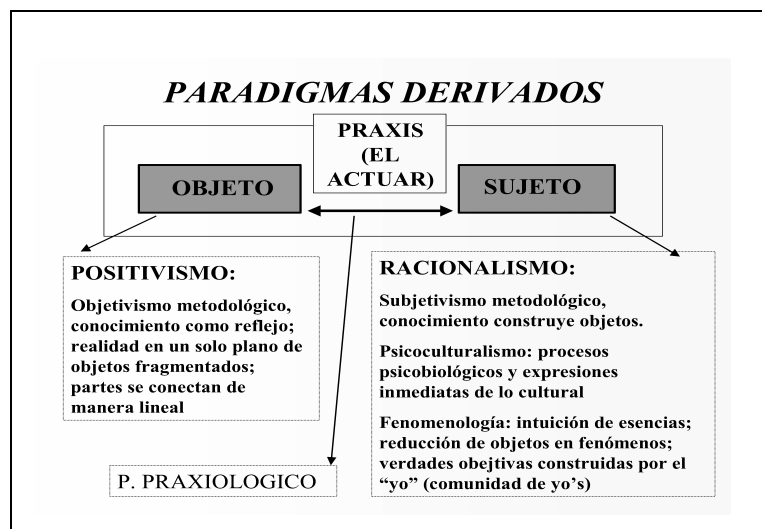 PARADIGMAS DERIVADOS
PRAXIS
(EL
ACTUAR)
OBJETO
SUJETO
POSITIVISMO:
Objetivismo metodológico,
conocimiento como reflejo;
realidad en un solo plano de
objetos fragmentados;
partes se conectan de
manera lineal
RACIONALISMO:
Subjetivismo metodológico,
conocimiento construye objetos.
Psicoculturalismo: procesos
psicobiológicos y expresiones
inmediatas de lo cultural
Fenomenología: intuición de esencias;
reducción de objetos en fenómenos;
verdades obejtivas construidas por el
“yo” (comunidad de yo’s)
P. PRAXIOLOGICO